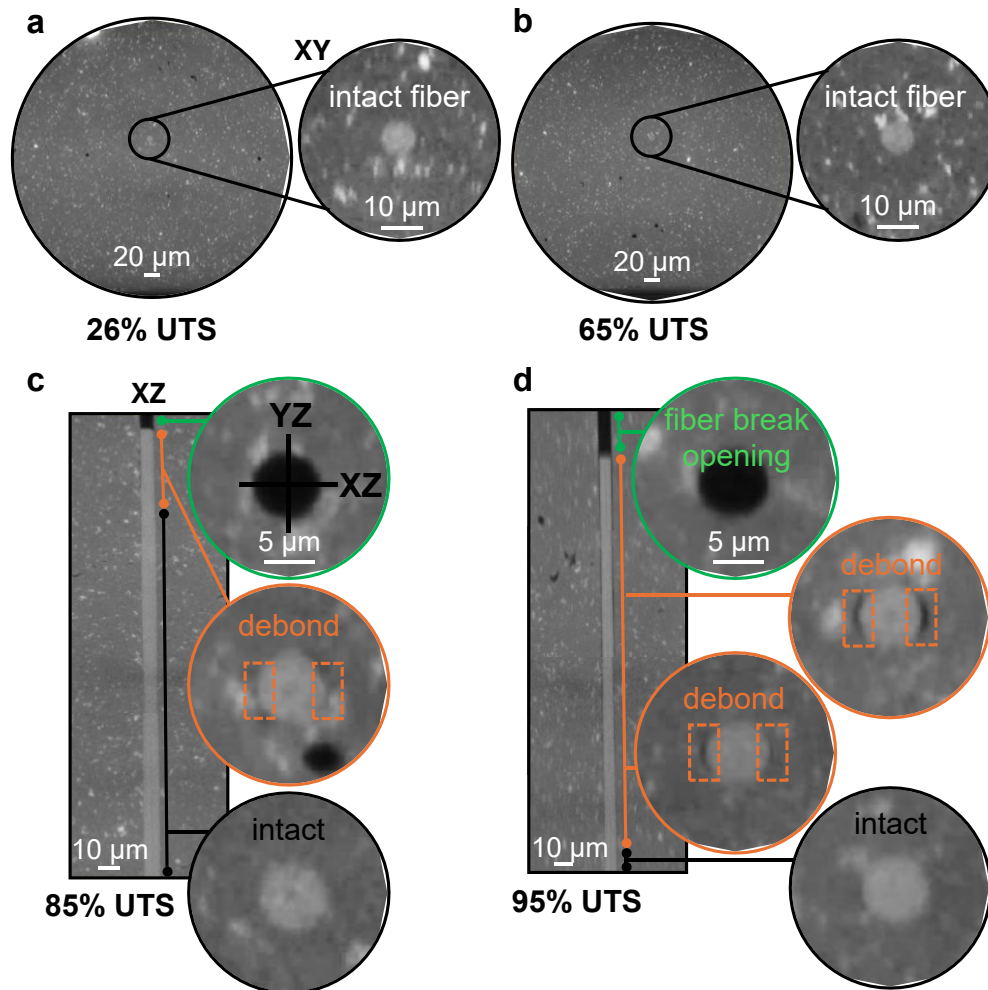 a
XY
intact fiber
10 µm
20 µm
26% UTS
b
intact fiber
10 µm
20 µm
65% UTS
c
XZ
YZ
XZ
5 µm
debond
intact
10 µm
85% UTS
d
fiber break
opening
5 µm
debond
debond
intact
10 µm
95% UTS